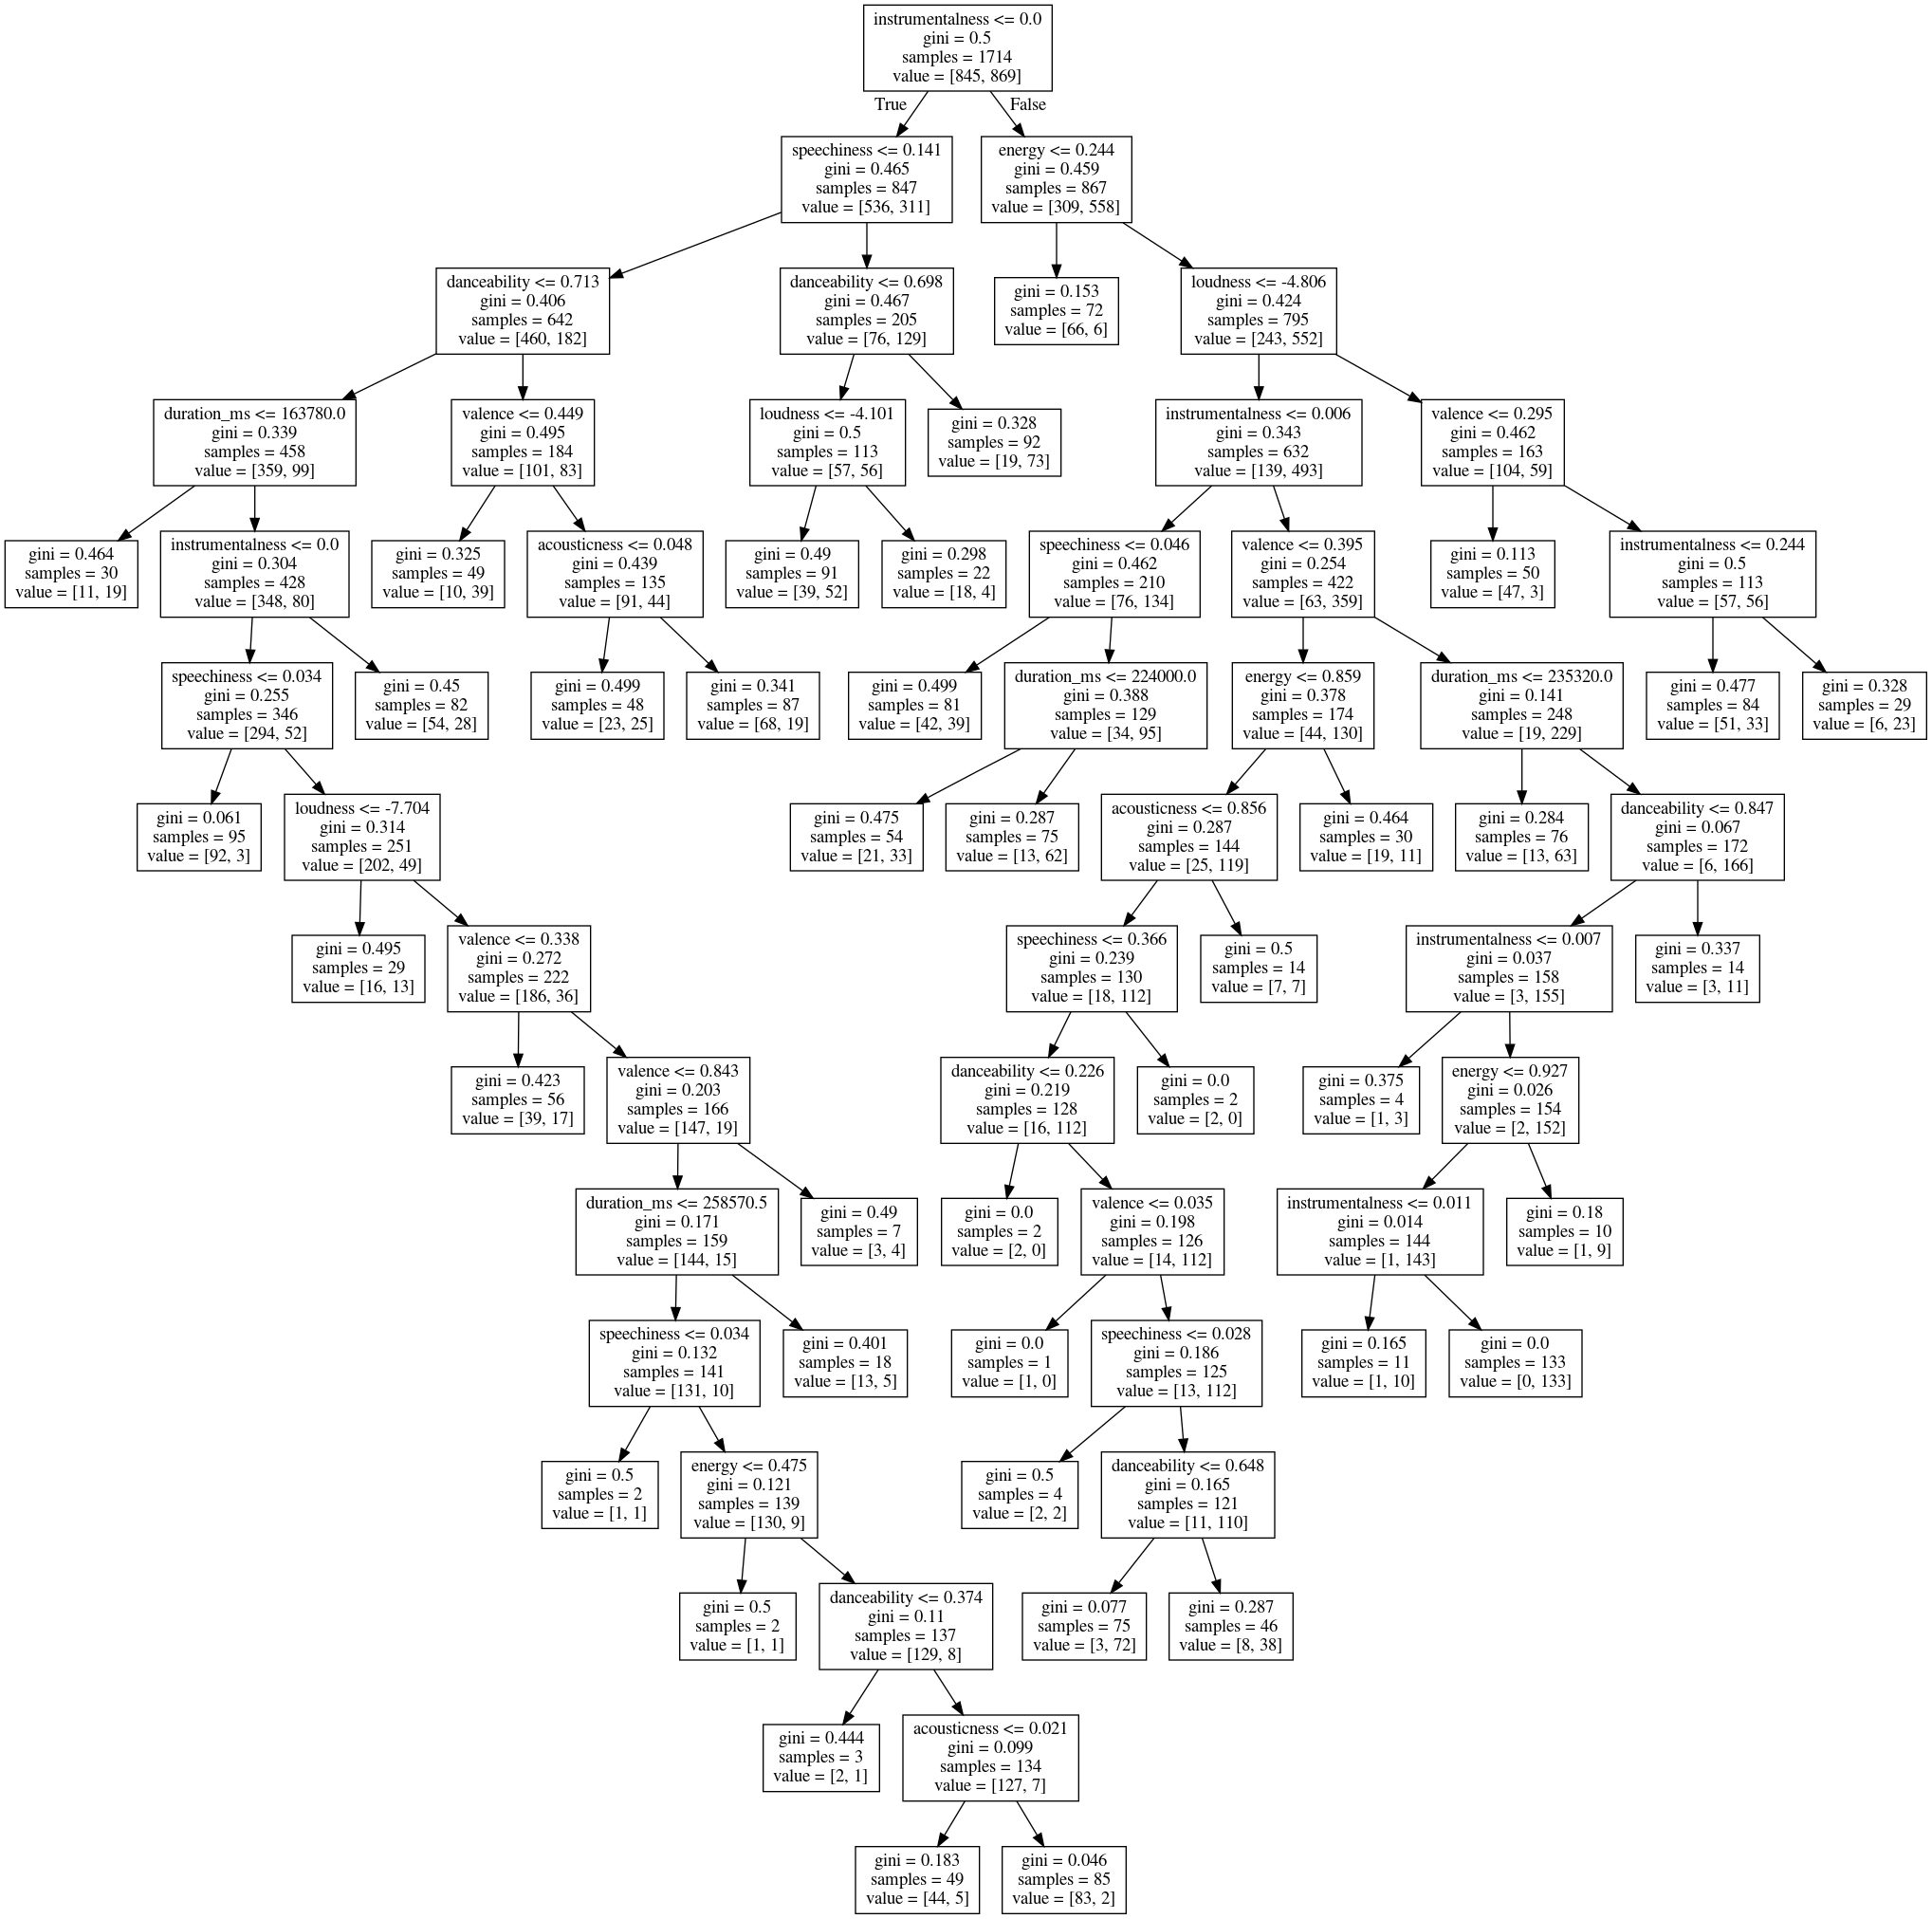 instrumentalness <= 0.0
gini = 0.5
samples = 1714
value = [845, 869]
True
False
speechiness <= 0.141
gini = 0.465
samples = 847
value = [536, 311]
energy <= 0.244
gini = 0.459
samples = 867
value = [309, 558]
danceability <= 0.713
gini = 0.406
samples = 642
value = [460, 182]
danceability <= 0.698
gini = 0.467
samples = 205
value = [76, 129]
gini = 0.153
samples = 72
value = [66, 6]
loudness <= -4.806
gini = 0.424
samples = 795
value = [243, 552]
duration_ms <= 163780.0
gini = 0.339
samples = 458
value = [359, 99]
valence <= 0.449
gini = 0.495
samples = 184
value = [101, 83]
loudness <= -4.101
gini = 0.5
samples = 113
value = [57, 56]
gini = 0.328
samples = 92
value = [19, 73]
instrumentalness <= 0.006
gini = 0.343
samples = 632
value = [139, 493]
valence <= 0.295
gini = 0.462
samples = 163
value = [104, 59]
gini = 0.464
samples = 30
value = [11, 19]
instrumentalness <= 0.0
gini = 0.304
samples = 428
value = [348, 80]
gini = 0.325
samples = 49
value = [10, 39]
acousticness <= 0.048
gini = 0.439
samples = 135
value = [91, 44]
gini = 0.49
samples = 91
value = [39, 52]
gini = 0.298
samples = 22
value = [18, 4]
speechiness <= 0.046
gini = 0.462
samples = 210
value = [76, 134]
valence <= 0.395
gini = 0.254
samples = 422
value = [63, 359]
gini = 0.113
samples = 50
value = [47, 3]
instrumentalness <= 0.244
gini = 0.5
samples = 113
value = [57, 56]
speechiness <= 0.034
gini = 0.255
samples = 346
value = [294, 52]
gini = 0.45
samples = 82
value = [54, 28]
gini = 0.499
samples = 48
value = [23, 25]
gini = 0.341
samples = 87
value = [68, 19]
gini = 0.499
samples = 81
value = [42, 39]
duration_ms <= 224000.0
gini = 0.388
samples = 129
value = [34, 95]
energy <= 0.859
gini = 0.378
samples = 174
value = [44, 130]
duration_ms <= 235320.0
gini = 0.141
samples = 248
value = [19, 229]
gini = 0.477
samples = 84
value = [51, 33]
gini = 0.328
samples = 29
value = [6, 23]
gini = 0.061
samples = 95
value = [92, 3]
loudness <= -7.704
gini = 0.314
samples = 251
value = [202, 49]
gini = 0.475
samples = 54
value = [21, 33]
gini = 0.287
samples = 75
value = [13, 62]
acousticness <= 0.856
gini = 0.287
samples = 144
value = [25, 119]
gini = 0.464
samples = 30
value = [19, 11]
gini = 0.284
samples = 76
value = [13, 63]
danceability <= 0.847
gini = 0.067
samples = 172
value = [6, 166]
gini = 0.495
samples = 29
value = [16, 13]
valence <= 0.338
gini = 0.272
samples = 222
value = [186, 36]
speechiness <= 0.366
gini = 0.239
samples = 130
value = [18, 112]
gini = 0.5
samples = 14
value = [7, 7]
instrumentalness <= 0.007
gini = 0.037
samples = 158
value = [3, 155]
gini = 0.337
samples = 14
value = [3, 11]
gini = 0.423
samples = 56
value = [39, 17]
valence <= 0.843
gini = 0.203
samples = 166
value = [147, 19]
danceability <= 0.226
gini = 0.219
samples = 128
value = [16, 112]
gini = 0.0
samples = 2
value = [2, 0]
gini = 0.375
samples = 4
value = [1, 3]
energy <= 0.927
gini = 0.026
samples = 154
value = [2, 152]
duration_ms <= 258570.5
gini = 0.171
samples = 159
value = [144, 15]
gini = 0.49
samples = 7
value = [3, 4]
gini = 0.0
samples = 2
value = [2, 0]
valence <= 0.035
gini = 0.198
samples = 126
value = [14, 112]
instrumentalness <= 0.011
gini = 0.014
samples = 144
value = [1, 143]
gini = 0.18
samples = 10
value = [1, 9]
speechiness <= 0.034
gini = 0.132
samples = 141
value = [131, 10]
gini = 0.401
samples = 18
value = [13, 5]
gini = 0.0
samples = 1
value = [1, 0]
speechiness <= 0.028
gini = 0.186
samples = 125
value = [13, 112]
gini = 0.165
samples = 11
value = [1, 10]
gini = 0.0
samples = 133
value = [0, 133]
gini = 0.5
samples = 2
value = [1, 1]
energy <= 0.475
gini = 0.121
samples = 139
value = [130, 9]
gini = 0.5
samples = 4
value = [2, 2]
danceability <= 0.648
gini = 0.165
samples = 121
value = [11, 110]
gini = 0.5
samples = 2
value = [1, 1]
danceability <= 0.374
gini = 0.11
samples = 137
value = [129, 8]
gini = 0.077
samples = 75
value = [3, 72]
gini = 0.287
samples = 46
value = [8, 38]
gini = 0.444
samples = 3
value = [2, 1]
acousticness <= 0.021
gini = 0.099
samples = 134
value = [127, 7]
gini = 0.183
samples = 49
value = [44, 5]
gini = 0.046
samples = 85
value = [83, 2]